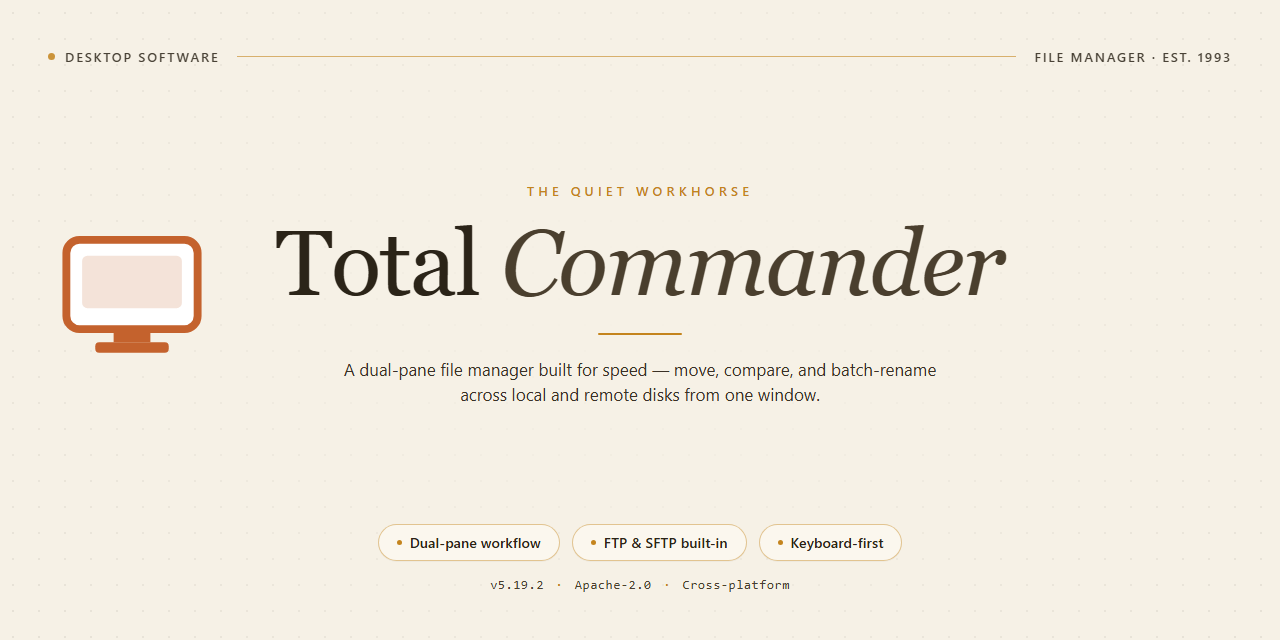 DESKTOP SOFTWARE
FILE MANAGER · EST. 1993
THE QUIET WORKHORSE
Total Commander
A dual-pane file manager built for speed — move, compare, and batch-rename
across local and remote disks from one window.
Dual-pane workflow
FTP & SFTP built-in
Keyboard-first
v5.19.2 · Apache-2.0 · Cross-platform